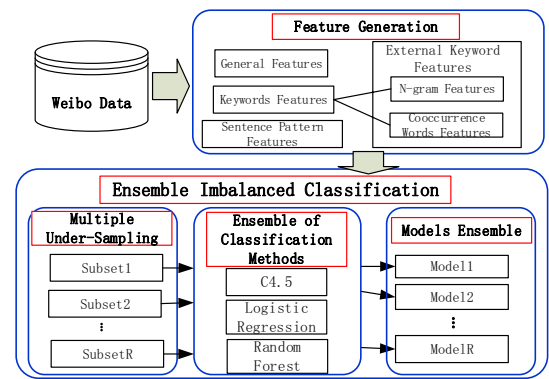 Feature Generation
Weibo Data
General Features
Keywords Features
Sentence Pattern
Features
External Keyword
Features
N-gram Features
Cooccurrence
Words Features
Ensemble Imbalanced Classification
Multiple
Under-Sampling
Subset1
Subset2
⋮
SubsetR
Ensemble of
Classification
Methods
C4.5
Logistic
Regression
Random
Forest
Models Ensemble
Model1
Model2
⋮
ModelR